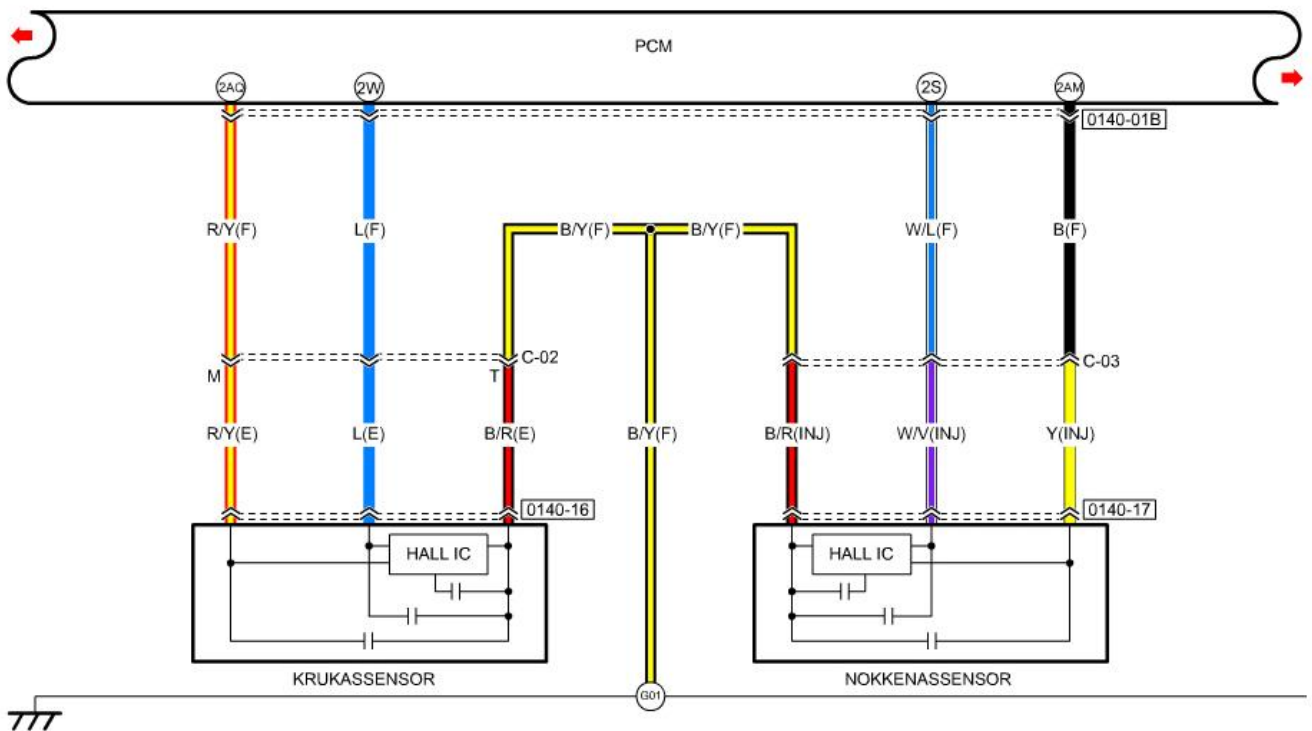 PCM
2AQ
2W
2S
2AM
0140-01B
R/Y(F)
L(F)
B/Y(F)
B/Y(F)
W/L(F)
B(F)
C-02
C-03
M
T
R/Y(E)
L(E)
B/R(E)
B/Y(F)
B/R(INJ)
W/V(INJ)
Y(INJ)
0140-16
0140-17
HALL IC
HALL IC
KRUKASSENSOR
NOKKENASSENSOR
G01